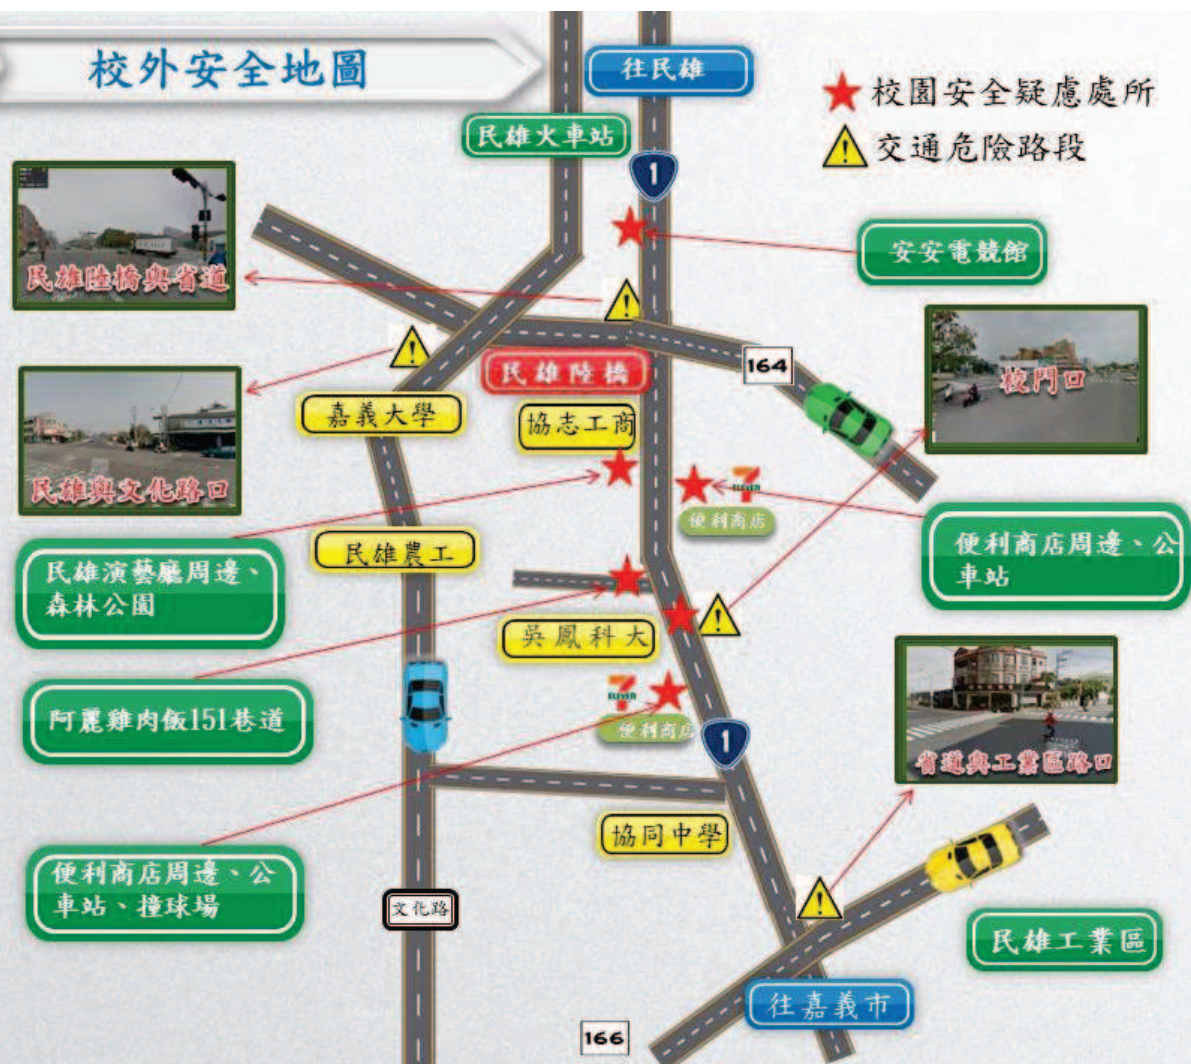 校外安全地圖
往民雄
校園安全疑慮處所
交通危險路段
民雄火車站
1
安安電競館
民雄陸橋與省道
民雄陸橋
164
校門口
嘉義大學
協志工商
民雄與文化路口
7
ELEVEN
便利商店
民雄農工
便利商店周邊、公
車站
民雄演藝廳周邊、
森林公園
吳鳳科大
阿麗雞肉飯151巷道
7
ELEVEN
便利商店
1
省道與工業區路口
協同中學
便利商店周邊、公
車站、撞球場
文化路
民雄工業區
往嘉義市
166